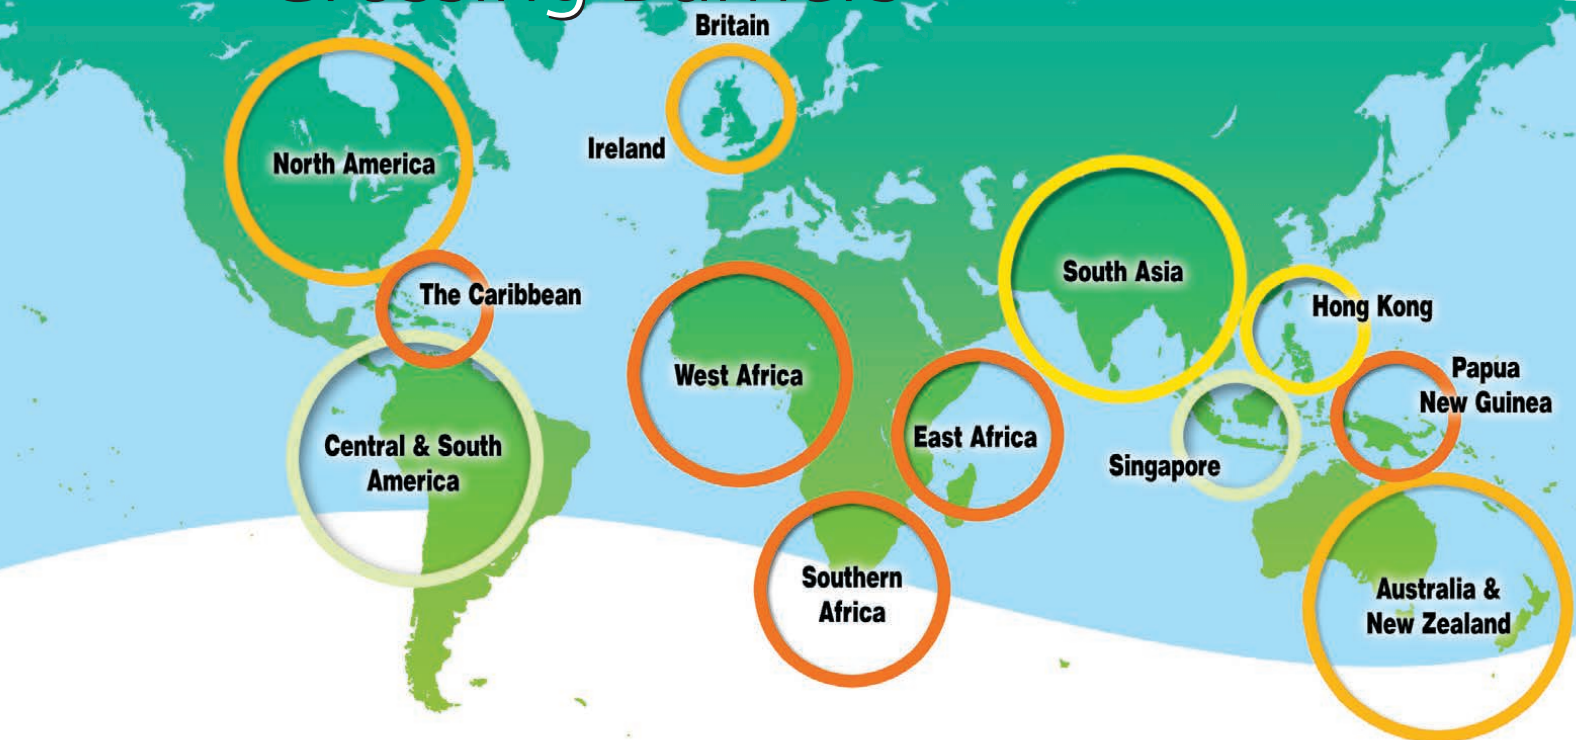 Britain
Ireland
North America
The Caribbean
South Asia
Hong Kong
West Africa
Papua
New Guinea
East Africa
Central & South
America
Singapore
Southern
Africa
Australia &
New Zealand